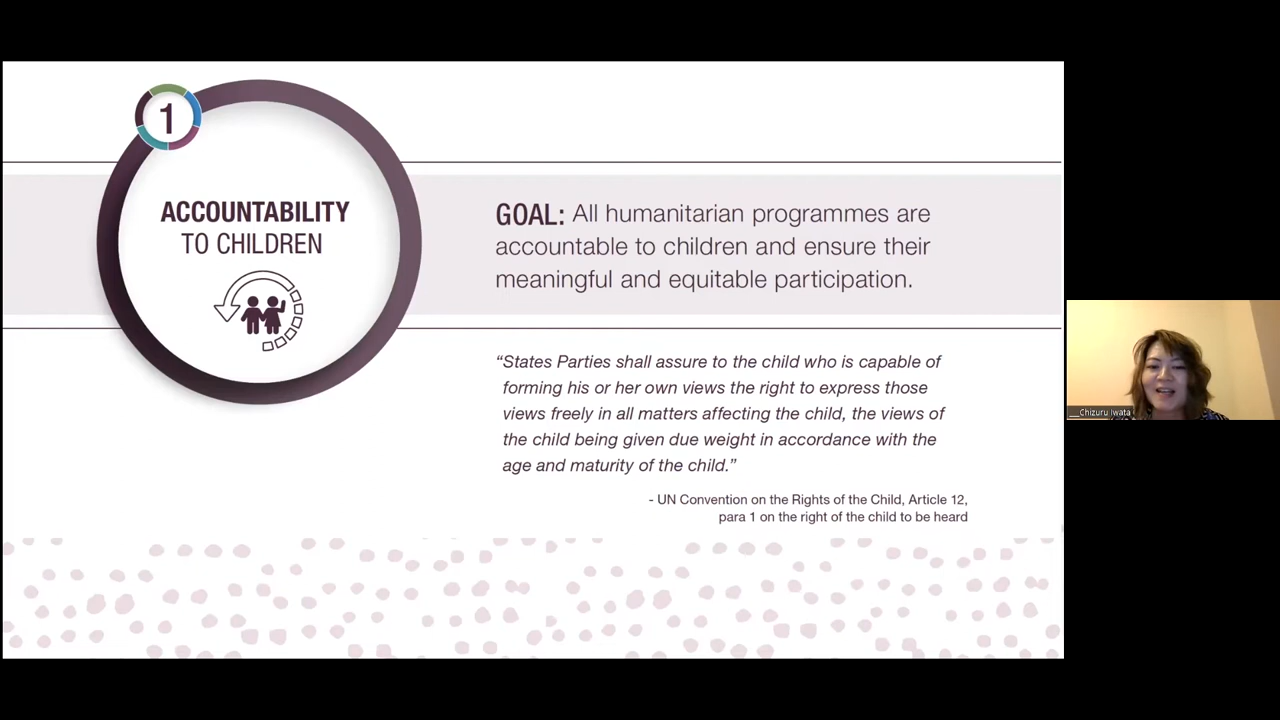 1
ACCOUNTABILITY
TO CHILDREN
GOAL: All humanitarian programmes are
accountable to children and ensure their
meaningful and equitable participation.
“States Parties shall assure to the child who is capable of
forming his or her own views the right to express those
views freely in all matters affecting the child, the views of
the child being given due weight in accordance with the
age and maturity of the child.”
- UN Convention on the Rights of the Child, Article 12,
para 1 on the right of the child to be heard
__Chizuru Iwata